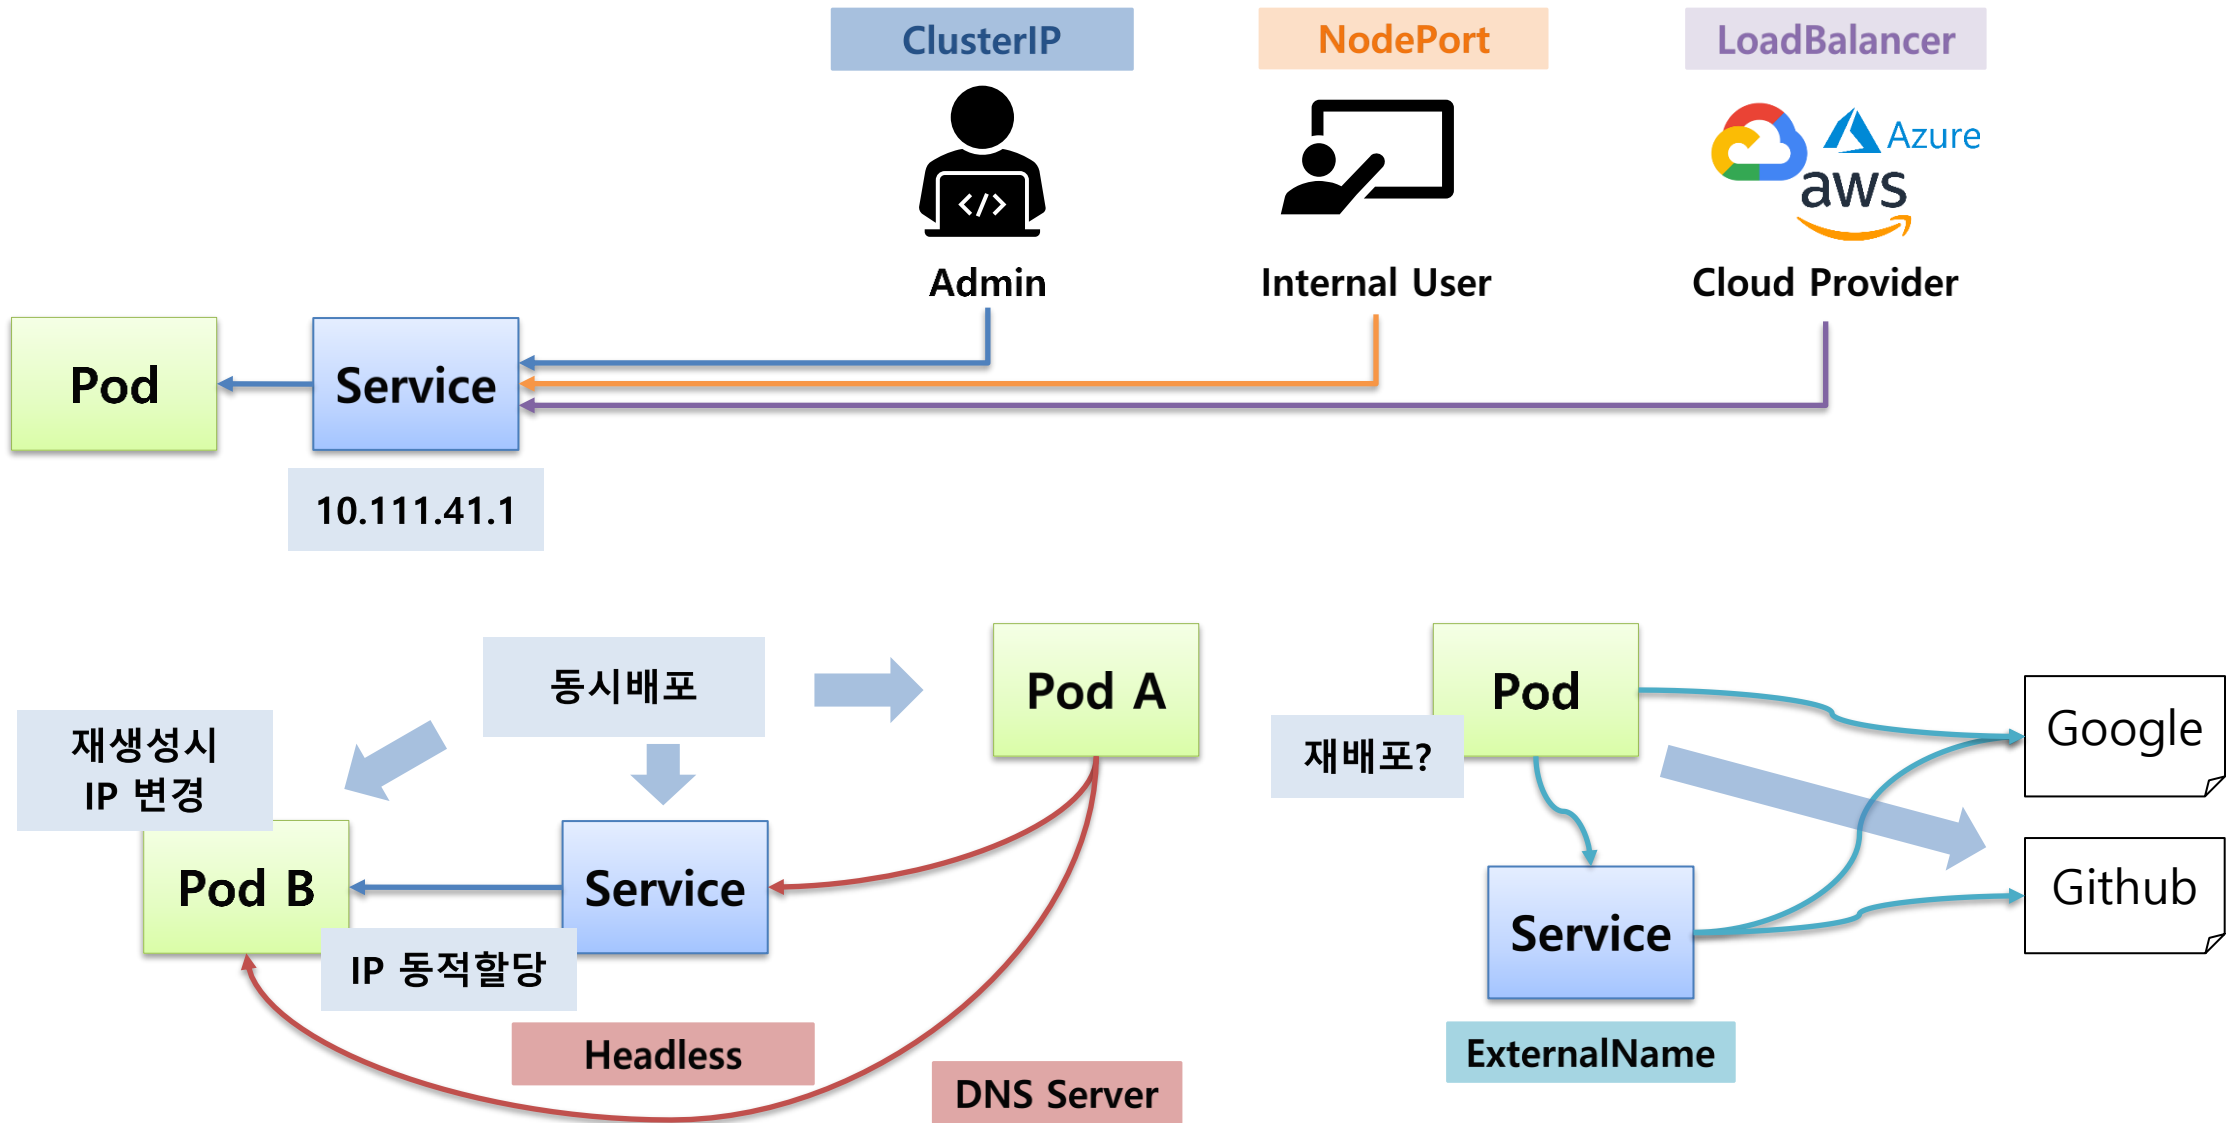 ClusterIP
NodePort
LoadBalancer
</>
Azure
aws
Admin
Internal User
Cloud Provider
Pod
Service
10.111.41.1
동시배포
Pod A
재생성시
IP 변경
Pod B
Service
IP 동적할당
Headless
DNS Server
Pod
재배포?
Google
Github
Service
ExternalName